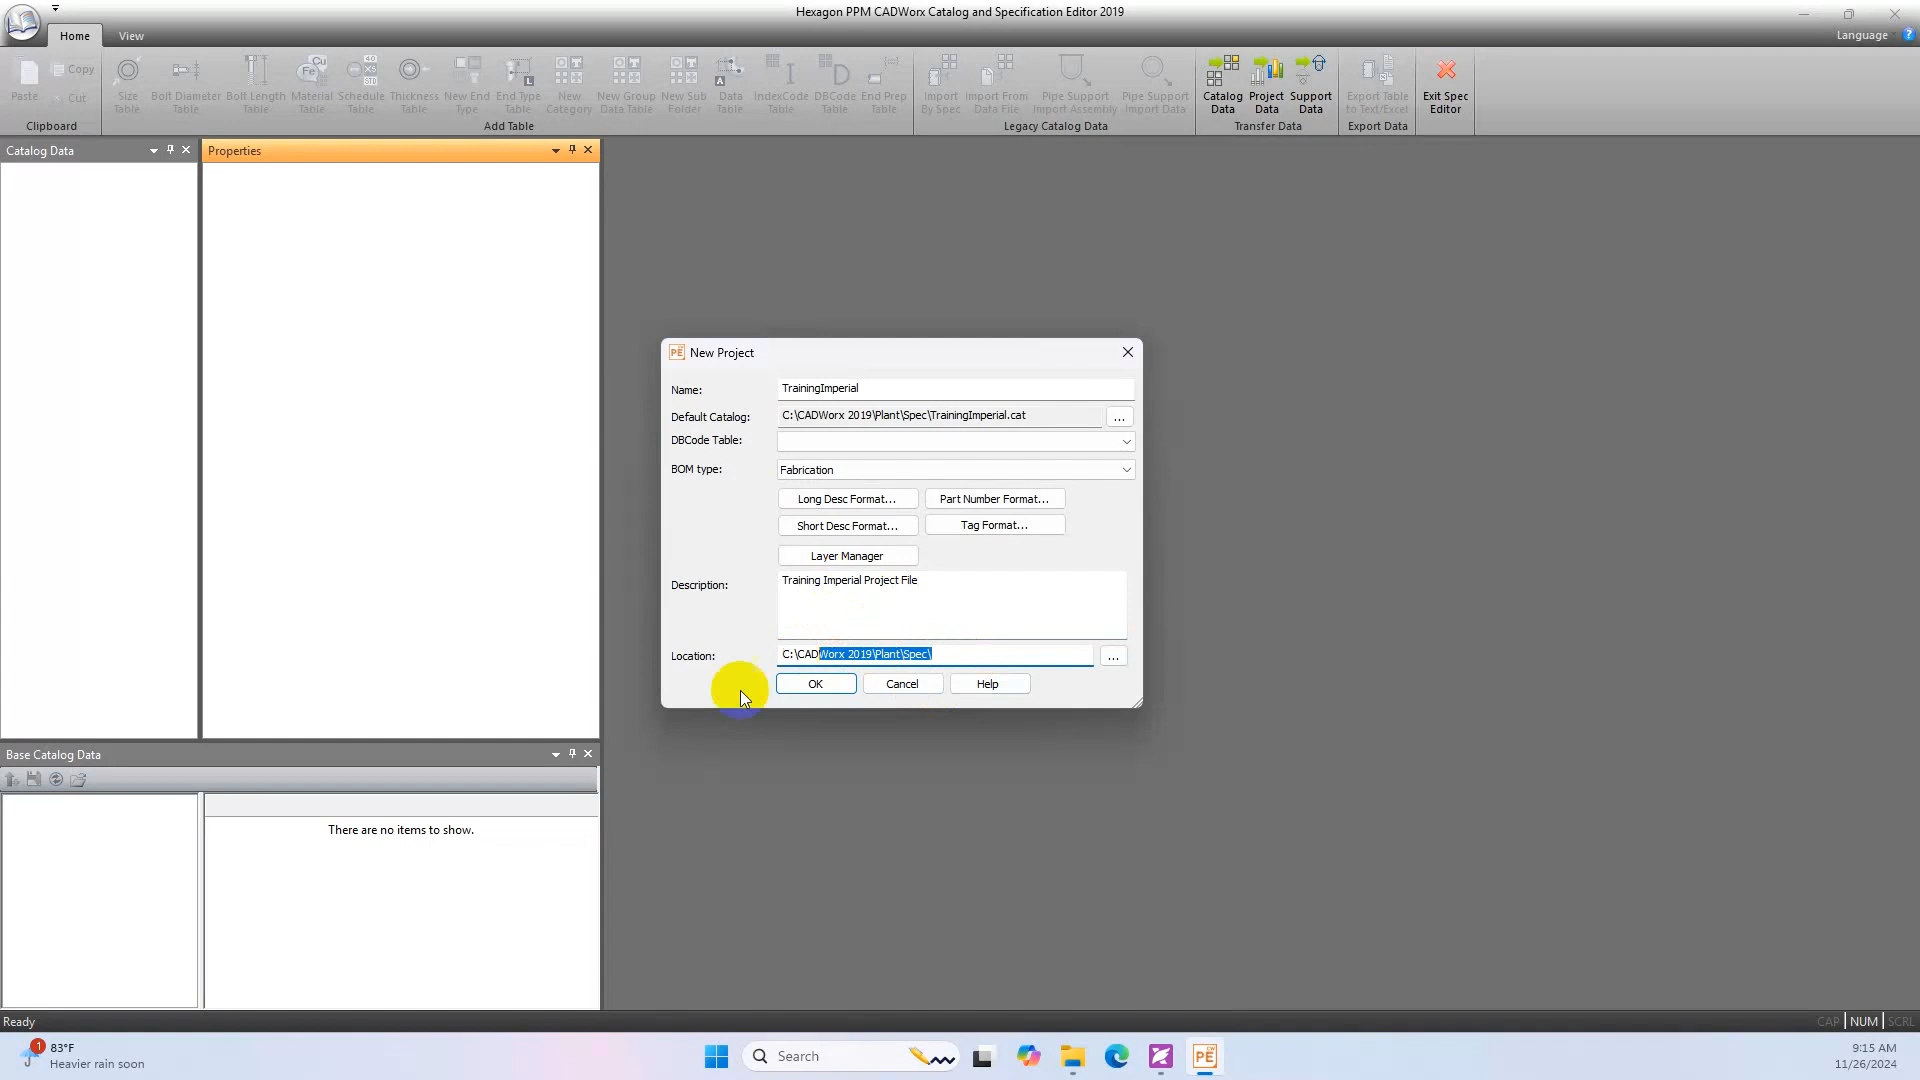 Hexagon PPM CADWorx Catalog and Specification Editor 2019
Home
View
Language
Paste
Copy
Cut
Clipboard
Size Table
Bolt Diameter Table
Bolt Length Table
Material Table
Schedule Table
Thickness Table
New End Type
End Type Table
New Category
New Group Data Table
New Sub Folder
Data Table
IndexCode Table
DBCode Table
End Prep Table
Add Table
Import By Spec
Import From Data File
Pipe Support Import Assembly
Pipe Support Import Data
Legacy Catalog Data
Catalog Data
Project Data
Support Data
Transfer Data
Export Table to Text/Excel
Export Data
Exit Spec Editor
Catalog Data
Properties
New Project
Name:
TrainingImperial
Default Catalog:
C:\CADWorx 2019\Plant\Spec\TrainingImperial.cat
...
DBCode Table:
BOM type:
Fabrication
Long Desc Format...
Part Number Format...
Short Desc Format...
Tag Format...
Layer Manager
Description:
Training Imperial Project File
Location:
C:\CADWorx 2019\Plant\Spec\
...
OK
Cancel
Help
Base Catalog Data
There are no items to show.
Ready
CAP
NUM
SCRL
1
83°F
Heavier rain soon
Search
9:15 AM
11/26/2024